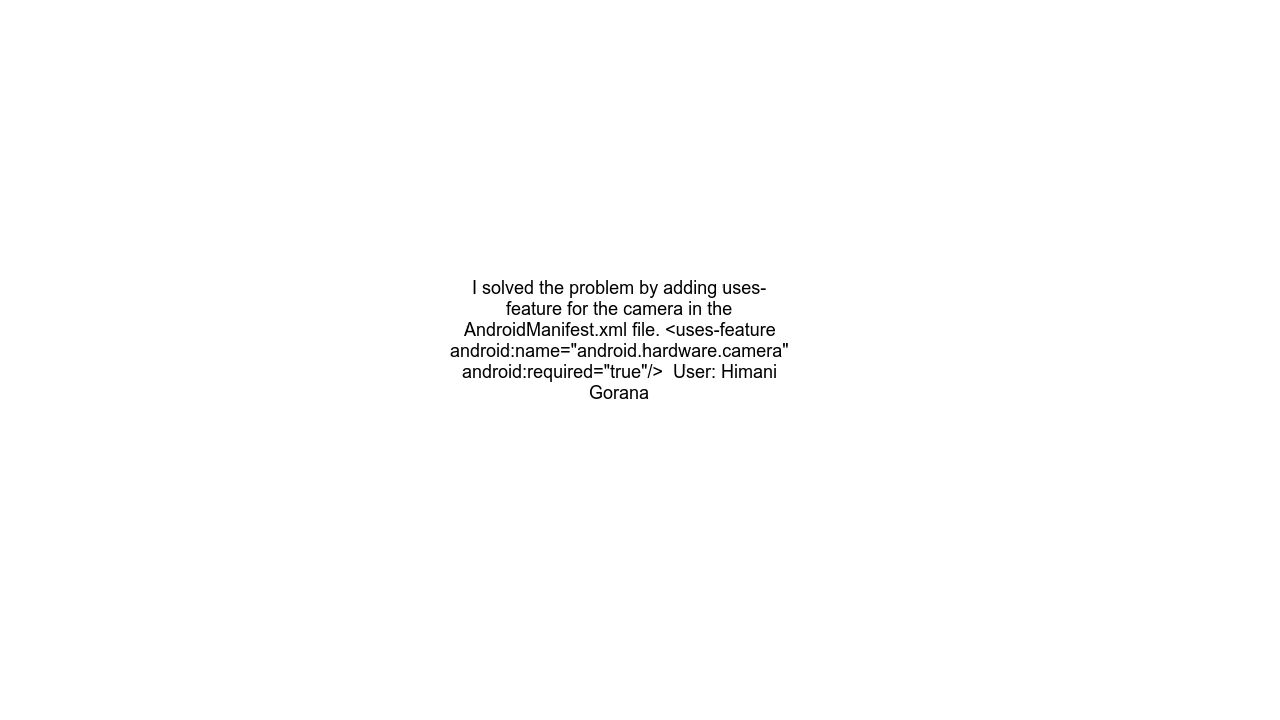 I solved the problem by adding uses-
feature for the camera in the
AndroidManifest.xml file. <uses-feature
android:name="android.hardware.camera"
android:required="true"/>  User: Himani
Gorana